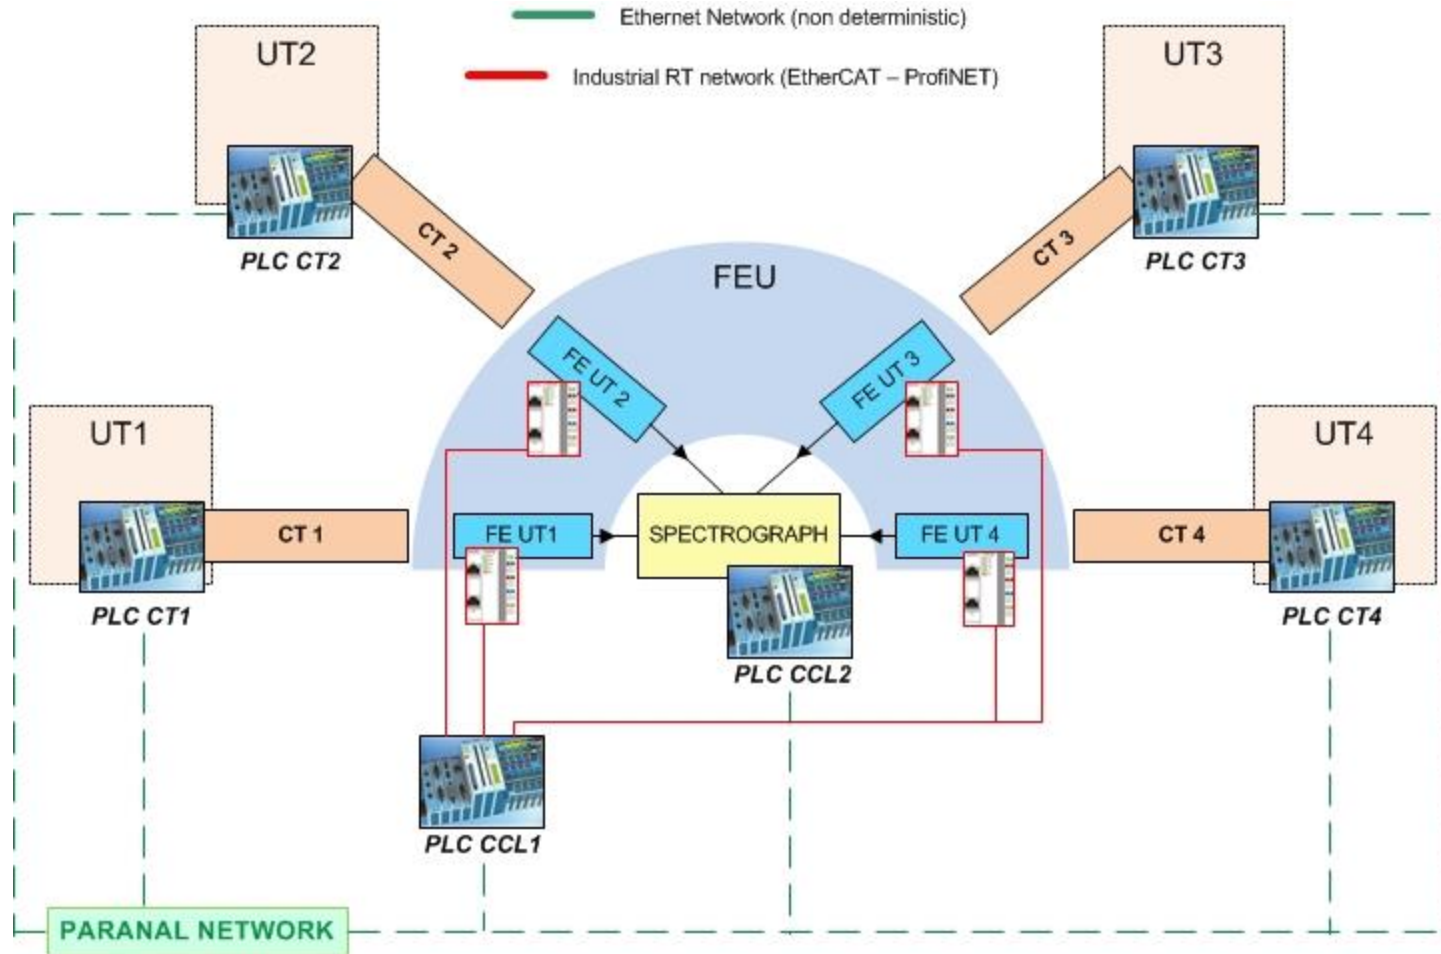 Ethernet Network (non deterministic)
Industrial RT network (EtherCAT – ProfiNET)
UT2
UT3
PLC CT2
CT 2
CT 3
PLC CT3
FEU
FE UT 2
FE UT 3
UT1
UT4
CT 1
FE UT1
SPECTROGRAPH
FE UT 4
CT 4
PLC CT1
PLC CT4
PLC CCL2
PLC CCL1
PARANAL NETWORK